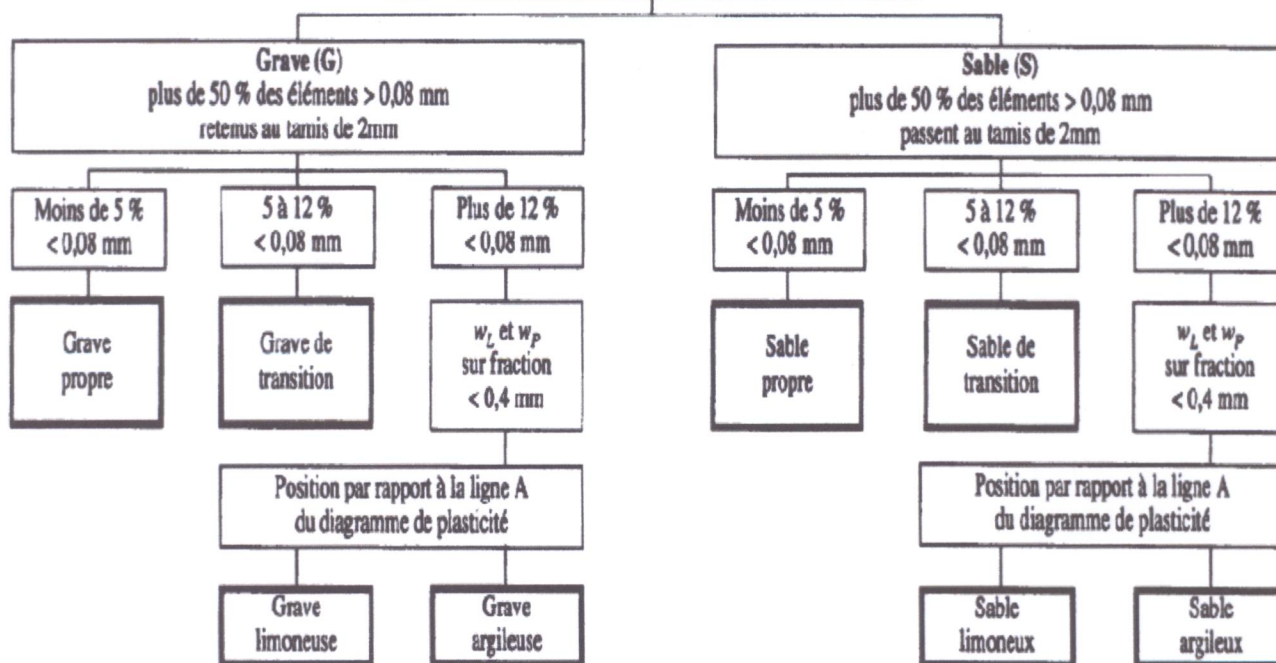 Grave (G)
plus de 50 % des éléments > 0,08 mm
retenus au tamis de 2mm
Sable (S)
plus de 50 % des éléments > 0,08 mm
passent au tamis de 2mm
Moins de 5 %
< 0,08 mm
5 à 12 %
< 0,08 mm
Plus de 12 %
< 0,08 mm
Moins de 5 %
< 0,08 mm
5 à 12 %
< 0,08 mm
Plus de 12 %
< 0,08 mm
Grave
propre
Grave de
transition
w_L et w_P
sur fraction
< 0,4 mm
Sable
propre
Sable de
transition
w_L et w_P
sur fraction
< 0,4 mm
Position par rapport à la ligne A
du diagramme de plasticité
Position par rapport à la ligne A
du diagramme de plasticité
Grave
limoneuse
Grave
argileuse
Sable
limoneux
Sable
argileux